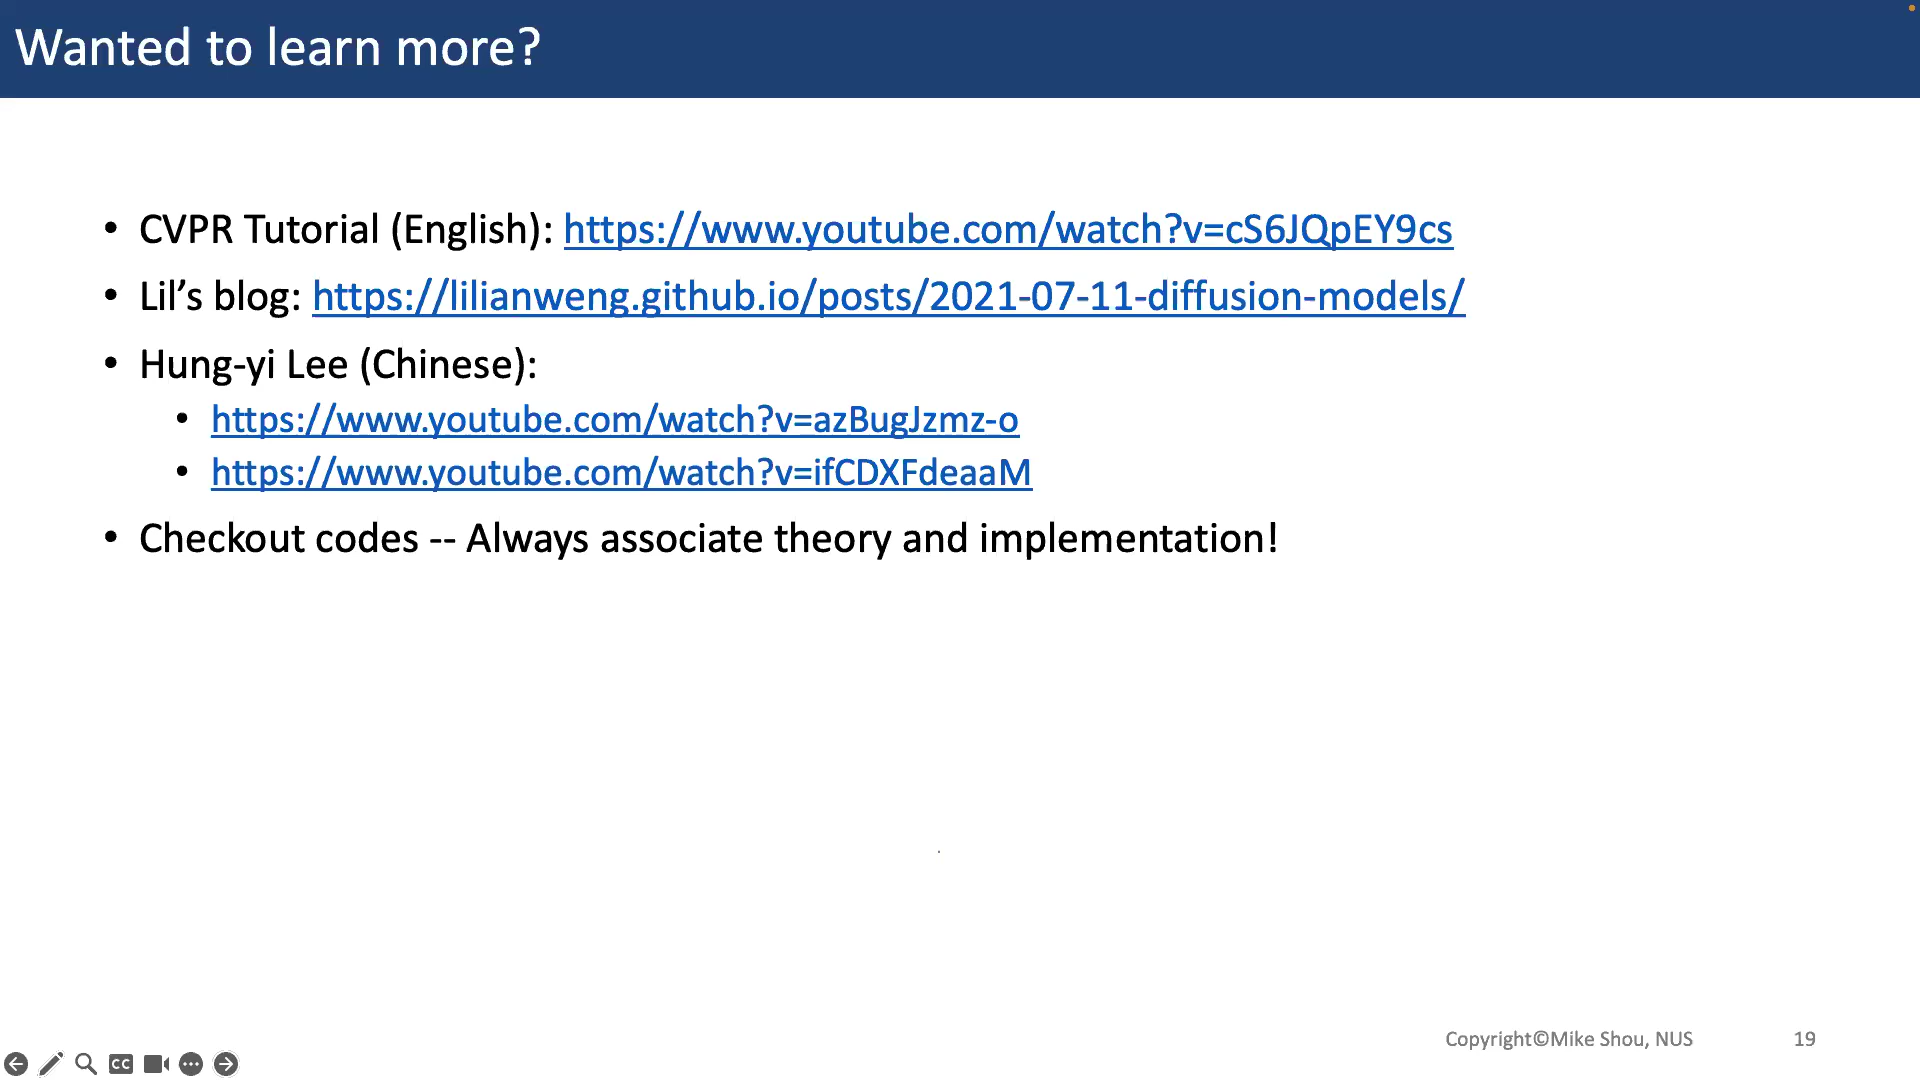 Wanted to learn more?
• CVPR Tutorial (English): https://www.youtube.com/watch?v=cS6JQpEY9cs
• Lil’s blog: https://lilianweng.github.io/posts/2021-07-11-diffusion-models/
• Hung-yi Lee (Chinese):
• https://www.youtube.com/watch?v=azBugJzmz-o
• https://www.youtube.com/watch?v=ifCDXFdeaaM
• Checkout codes -- Always associate theory and implementation!
Copyright©Mike Shou, NUS 19
CC